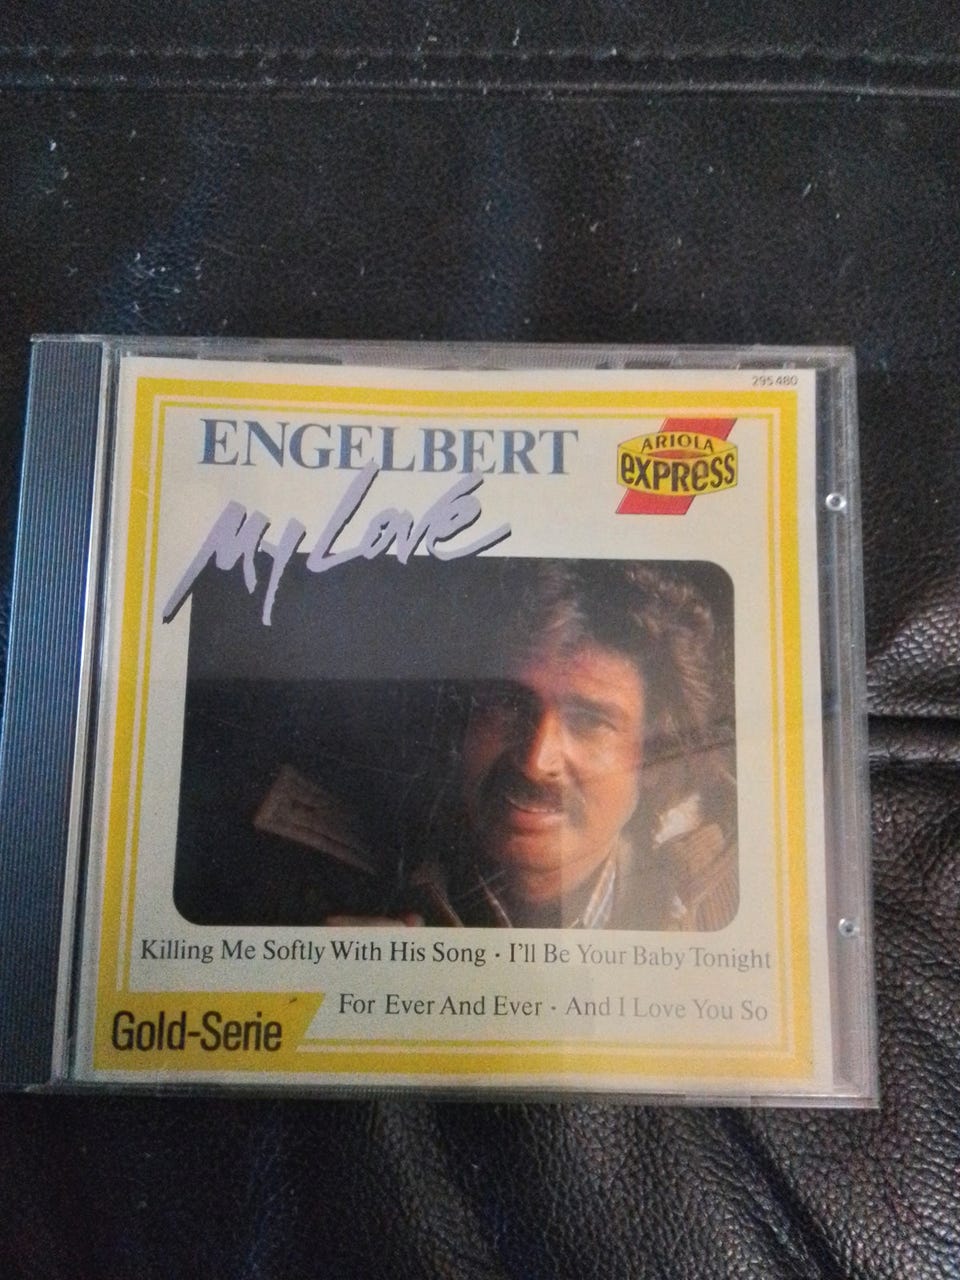 295 480
ENGELBERT
My Love
ARIOLA
eXPRESS
Killing Me Softly With His Song · I'll Be Your Baby Tonight
For Ever And Ever · And I Love You So
Gold-Serie